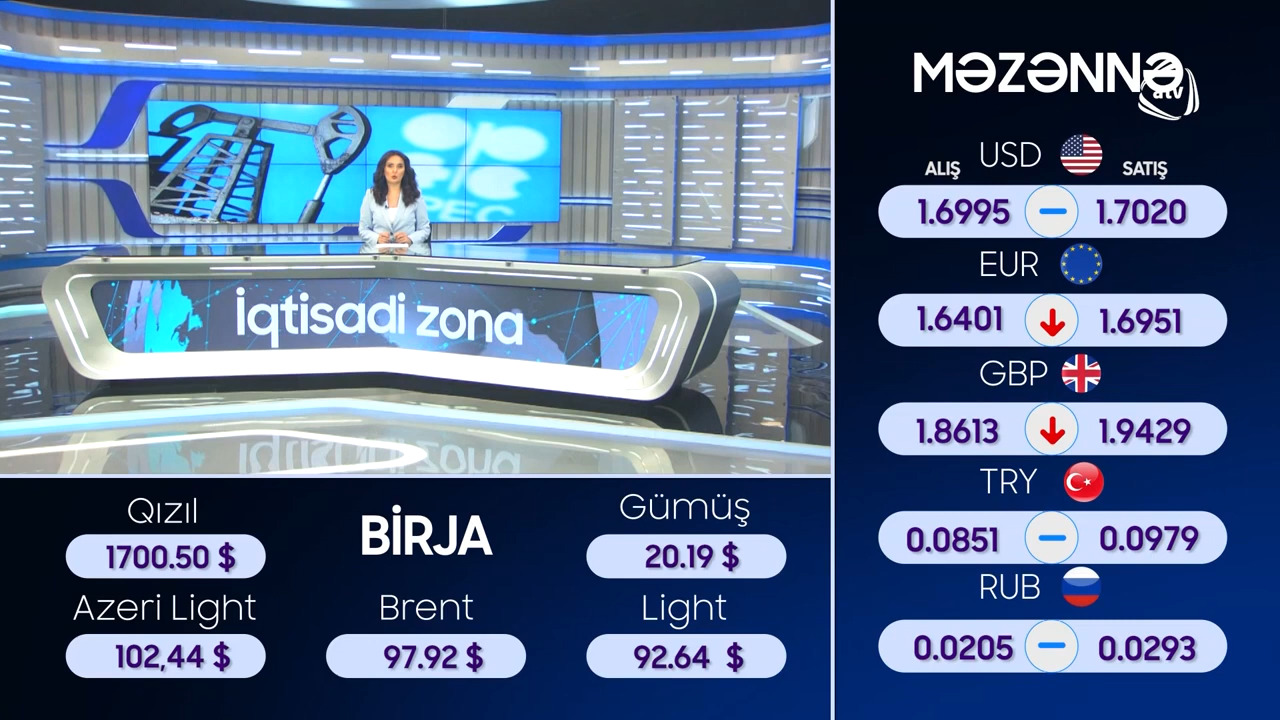 OPEC
İqtisadi zona
Qızıl
1700.50 $
BİRJA
Gümüş
20.19 $
Azeri Light
102,44 $
Brent
97.92 $
Light
92.64 $
MƏZƏNNƏ
atv
USD
ALIŞ
SATIŞ
1.6995
1.7020
EUR
1.6401
1.6951
GBP
1.8613
1.9429
TRY
0.0851
0.0979
RUB
0.0205
0.0293